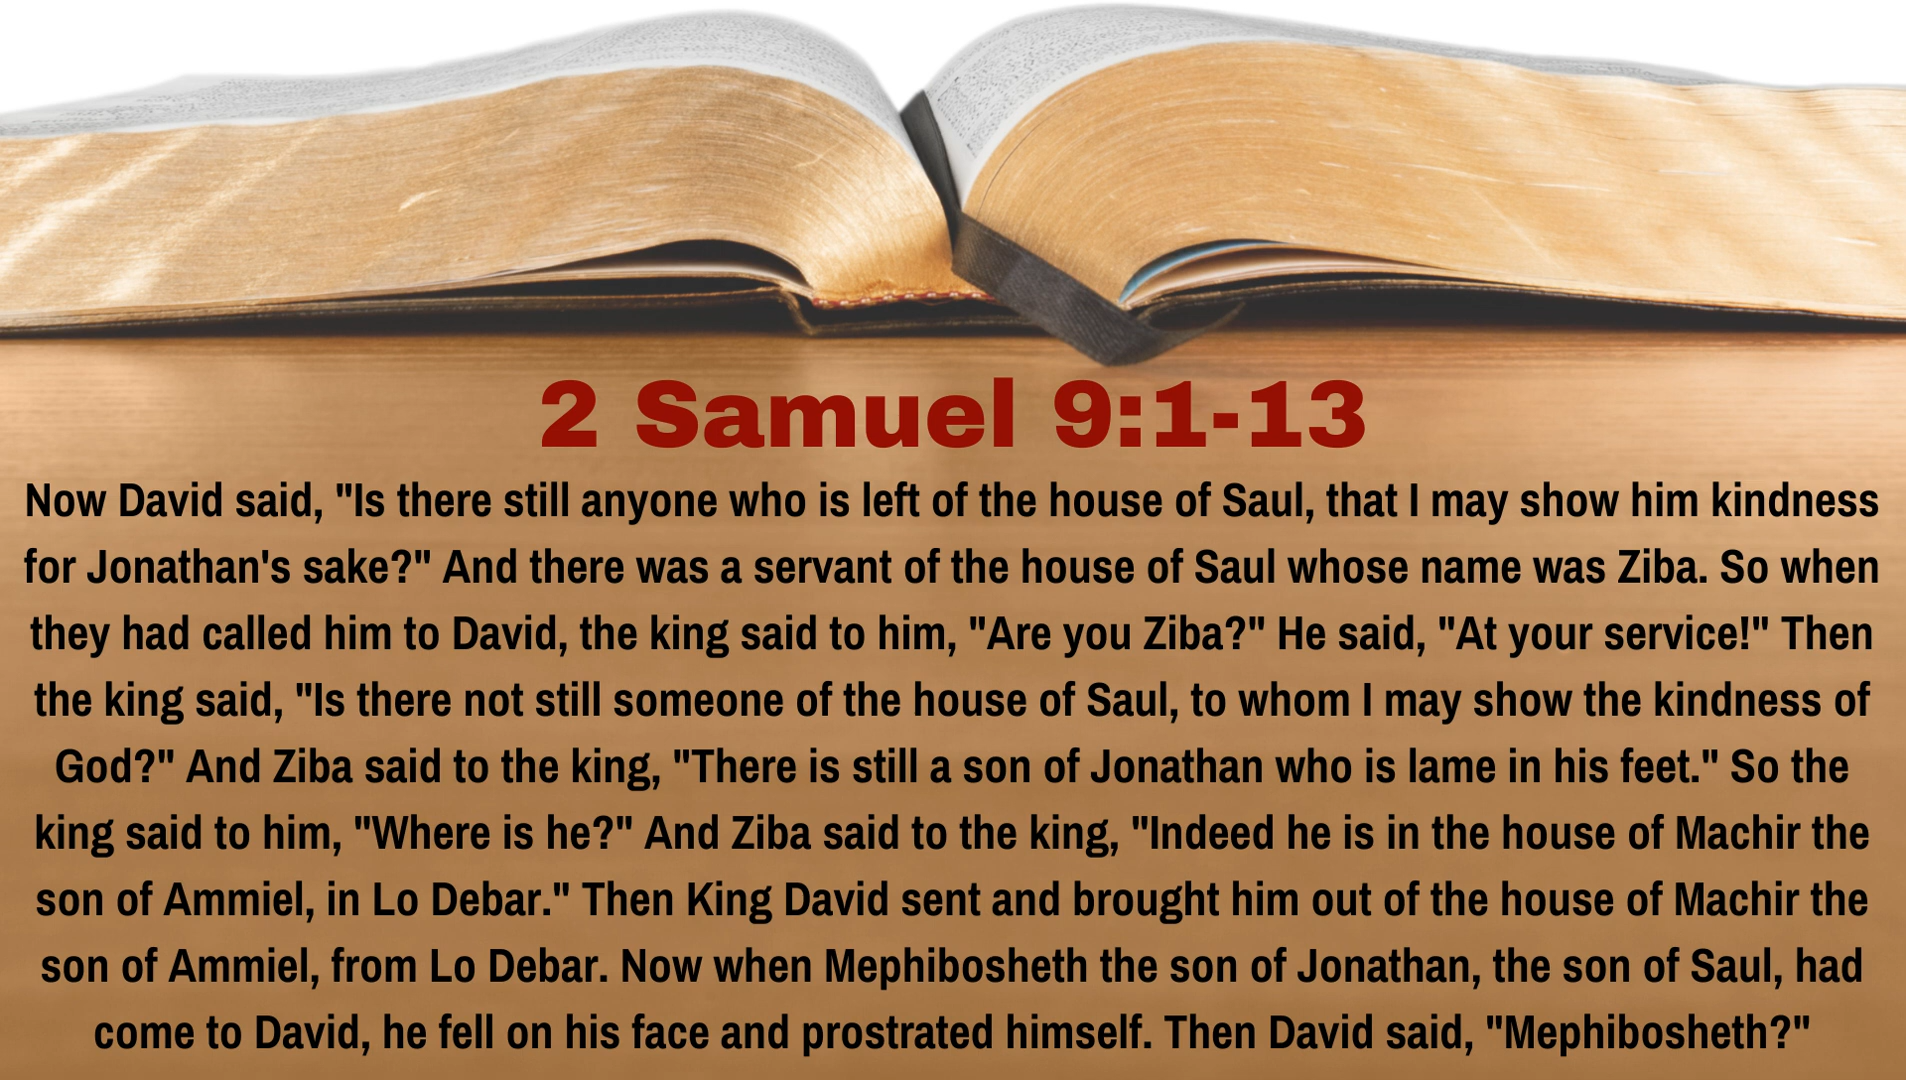 2 Samuel 9:1-13
Now David said, "Is there still anyone who is left of the house of Saul, that I may show him kindness
for Jonathan's sake?" And there was a servant of the house of Saul whose name was Ziba. So when
they had called him to David, the king said to him, "Are you Ziba?" He said, "At your service!" Then
the king said, "Is there not still someone of the house of Saul, to whom I may show the kindness of
God?" And Ziba said to the king, "There is still a son of Jonathan who is lame in his feet." So the
king said to him, "Where is he?" And Ziba said to the king, "Indeed he is in the house of Machir the
son of Ammiel, in Lo Debar." Then King David sent and brought him out of the house of Machir the
son of Ammiel, from Lo Debar. Now when Mephibosheth the son of Jonathan, the son of Saul, had
come to David, he fell on his face and prostrated himself. Then David said, "Mephibosheth?"